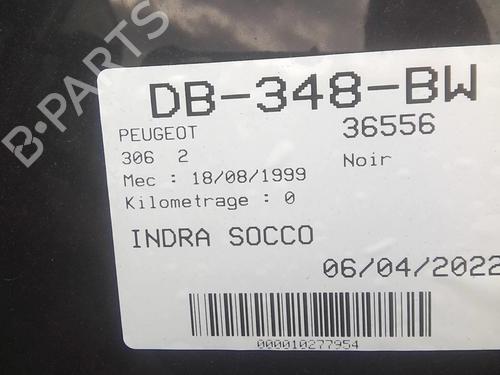 B-PARTS
DB-348-BW
PEUGEOT 36556
306 2 Noir
Mec : 18/08/1999
Kilometrage : 0
INDRA SOCCO
06/04/2022
000010277954